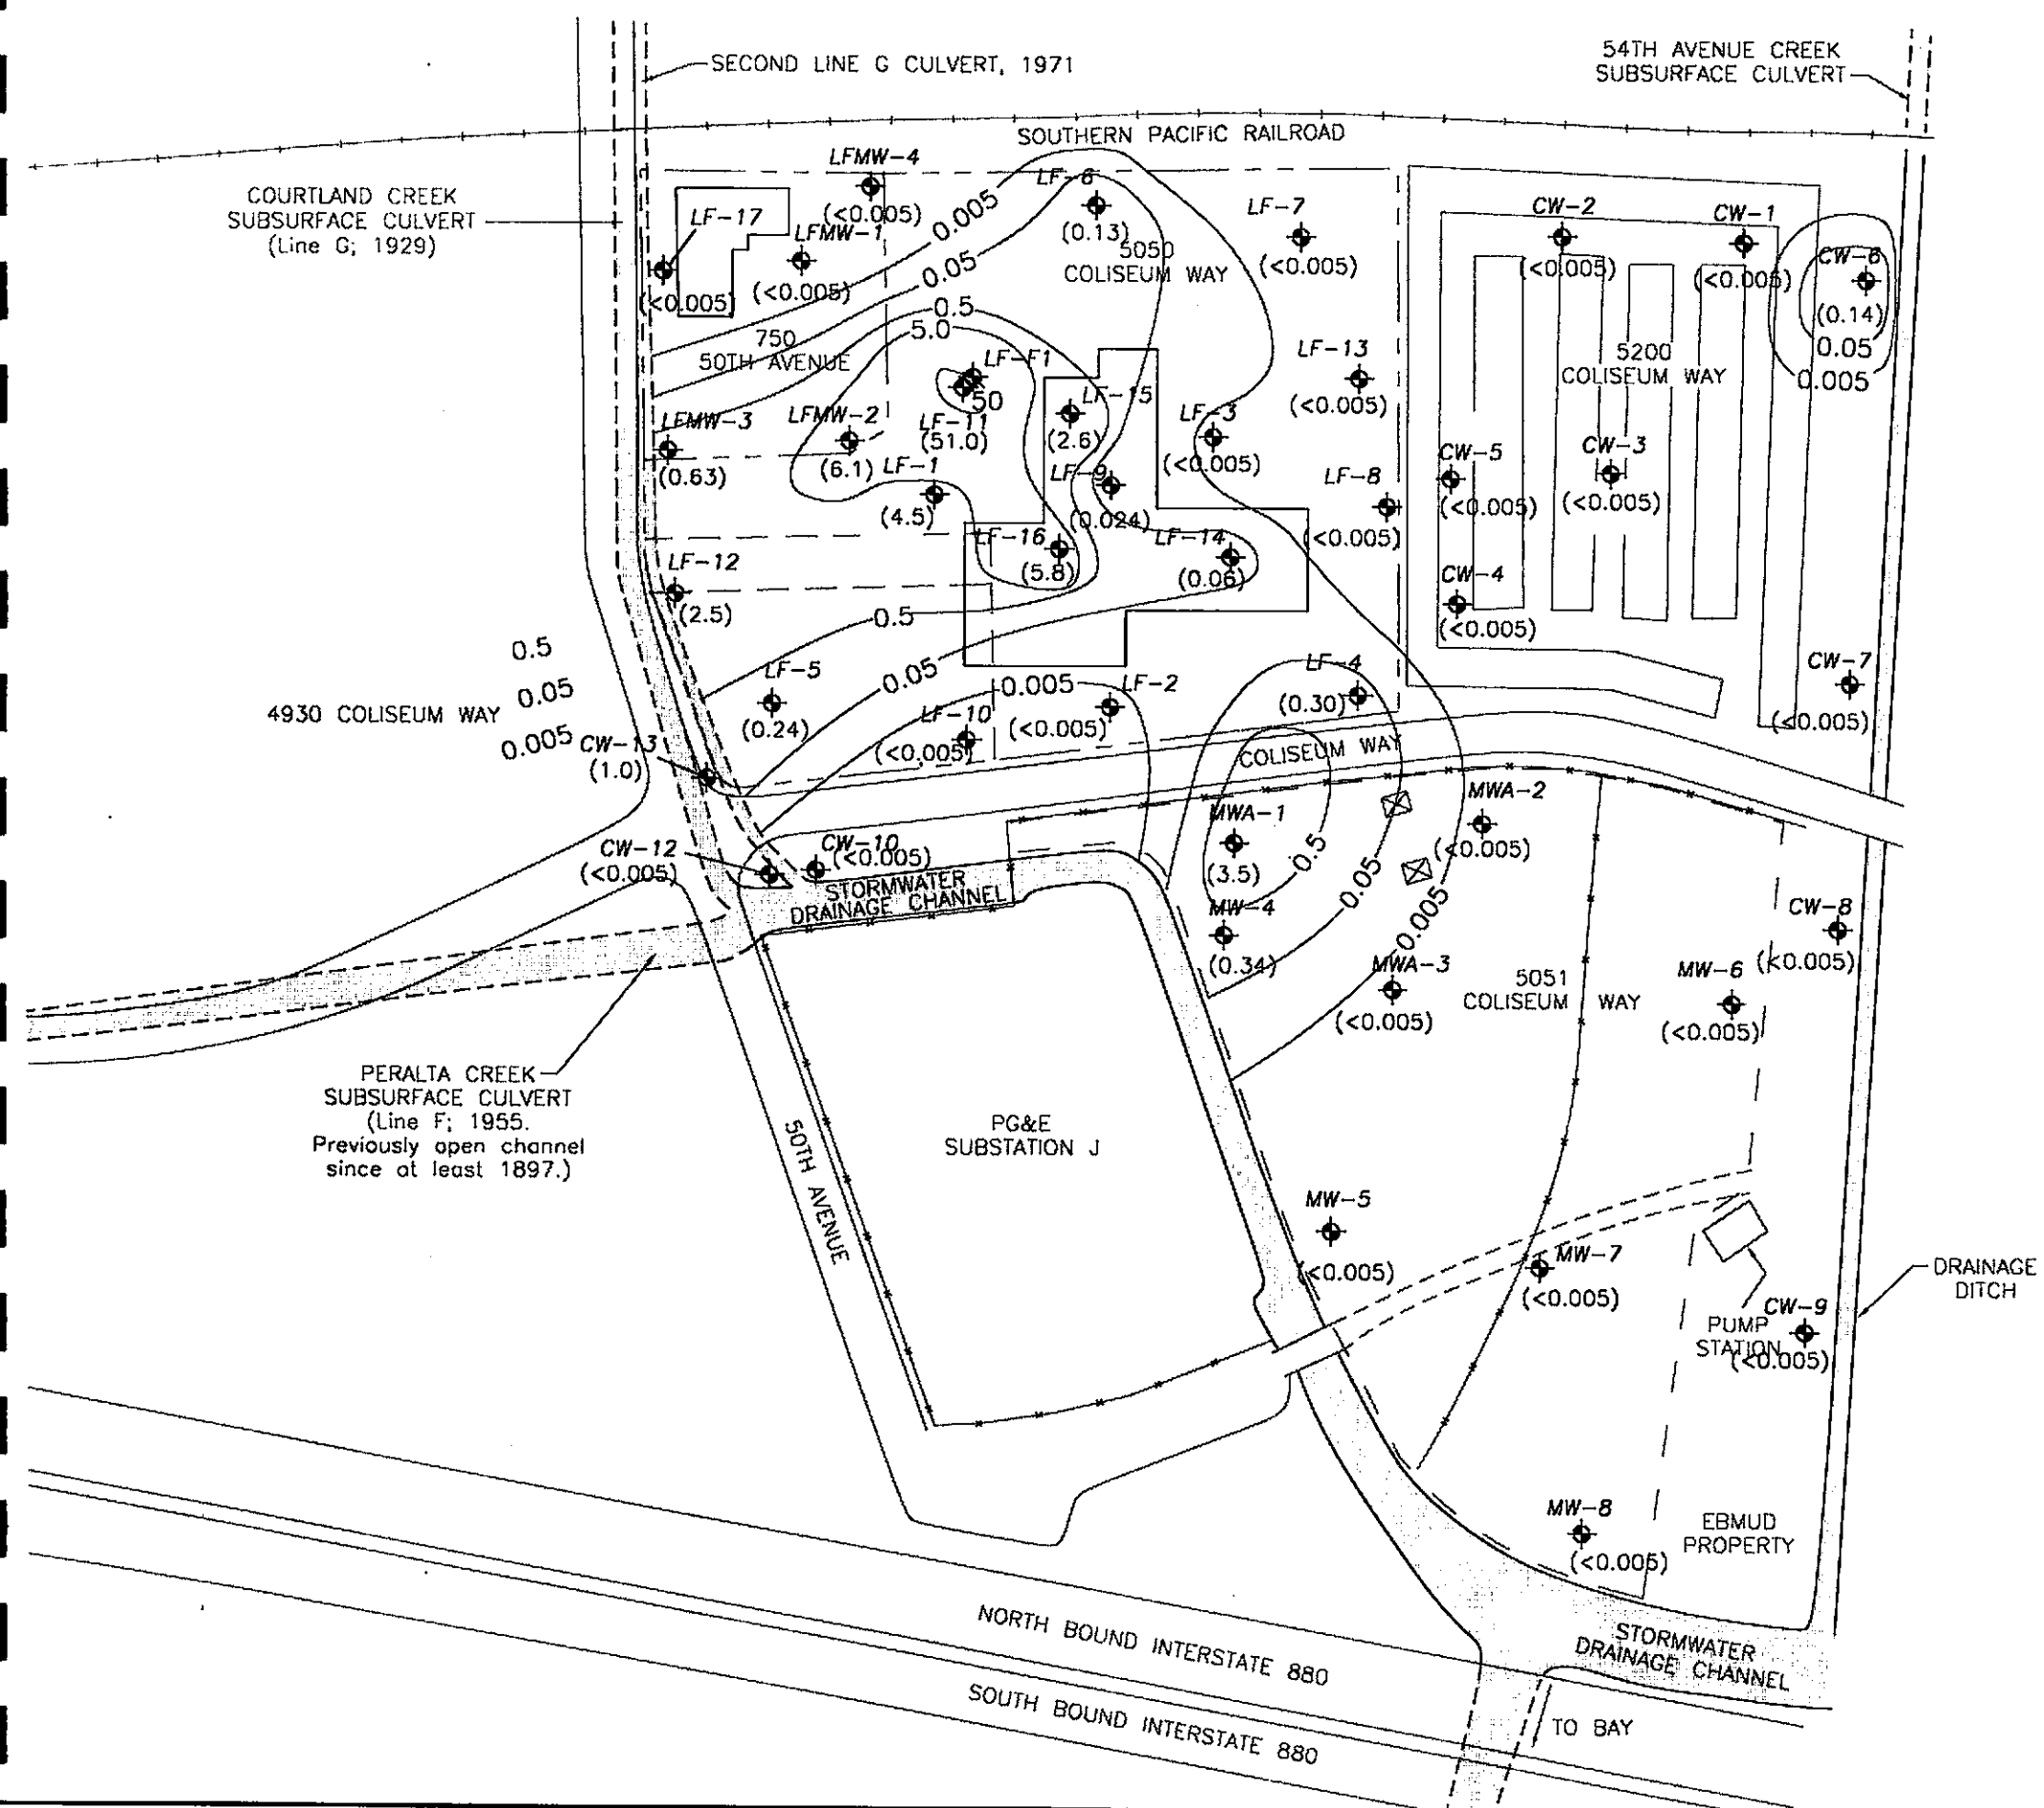 SECOND LINE G CULVERT, 1971
54TH AVENUE CREEK
SUBSURFACE CULVERT
SOUTHERN PACIFIC RAILROAD
COURTLAND CREEK
SUBSURFACE CULVERT
(Line G; 1929)
LFMW-4
(<0.005)
LF-17
(<0.005)
LFMW-1
(<0.005)
0.005
0.05
0.5
5.0
LF-6
(0.13)
5050
COLISEUM WAY
LF-7
(<0.005)
CW-2
(<0.005)
CW-1
(<0.005)
CW-6
(0.14)
0.05
0.005
750
50TH AVENUE
LF-F1
50
LF-11
(51.0)
LF-15
(2.6)
LF-13
(<0.005)
5200
COLISEUM WAY
LFMW-3
(0.63)
LFMW-2
(6.1)
LF-1
(4.5)
LF-3
(<0.005)
LF-9
(0.024)
LF-8
(<0.005)
CW-5
(<0.005)
CW-3
(<0.005)
LF-16
(5.8)
LF-14
(0.06)
LF-12
(2.5)
CW-4
(<0.005)
0.5
0.05
0.005
4930 COLISEUM WAY
0.5
0.05
0.005
LF-5
(0.24)
LF-10
(<0.005)
LF-2
(<0.005)
LF-4
(0.30)
CW-7
(<0.005)
CW-13
(1.0)
COLISEUM WAY
MWA-1
(3.5)
MWA-2
(<0.005)
0.5
0.05
0.005
CW-12
(<0.005)
CW-10
(<0.005)
STORMWATER
DRAINAGE CHANNEL
MW-4
(0.34)
MWA-3
(<0.005)
5051
COLISEUM WAY
MW-6
(<0.005)
CW-8
(<0.005)
PERALTA CREEK
SUBSURFACE CULVERT
(Line F; 1955.
Previously open channel
since at least 1897.)
50TH AVENUE
PG&E
SUBSTATION J
MW-5
(<0.005)
MW-7
(<0.005)
PUMP
STATION
CW-9
(<0.005)
DRAINAGE
DITCH
MW-8
(<0.005)
EBMUD
PROPERTY
NORTH BOUND INTERSTATE 880
SOUTH BOUND INTERSTATE 880
STORMWATER
DRAINAGE CHANNEL
TO BAY